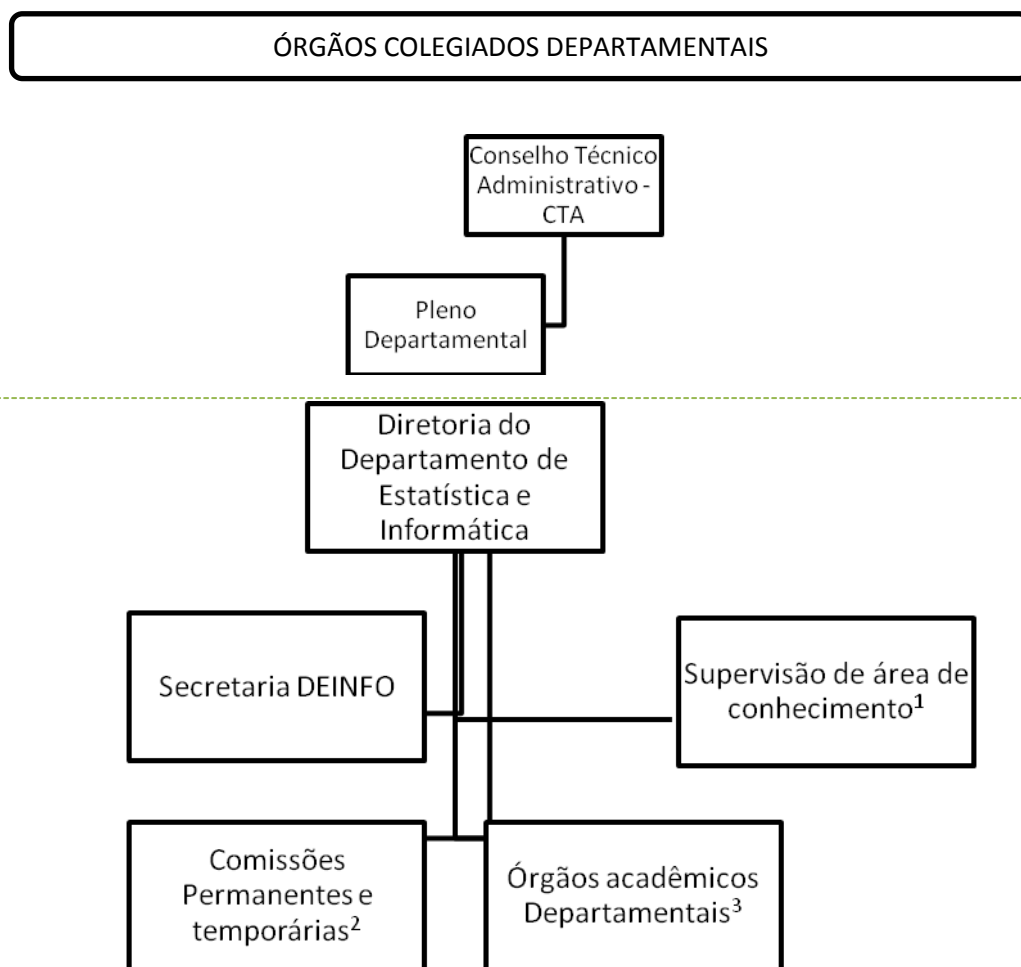 ÓRGÃOS COLEGIADOS DEPARTAMENTAIS
Conselho Técnico
Administrativo -
CTA
Pleno
Departamental
Diretoria do
Departamento de
Estatística e
Informática
Secretaria DEINFO
Supervisão de área de
conhecimento¹
Comissões
Permanentes e
temporárias²
Órgãos acadêmicos
Departamentais³